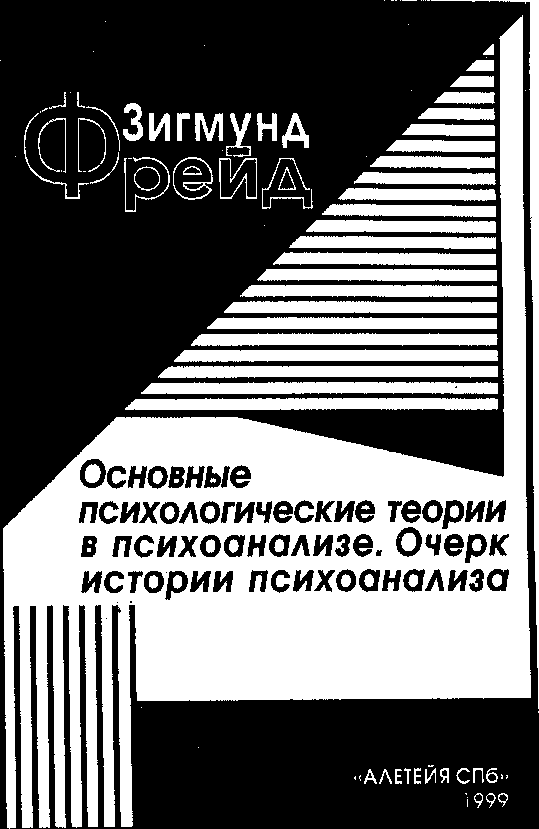 Зигмунд
Фрейд
Основные
психологические теории
в психоанализе. Очерк
истории психоанализа
«АЛЕТЕЙЯ СПб»
1999